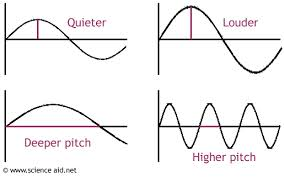 Quieter
Louder
Deeper pitch
Higher pitch
© www.science aid.net